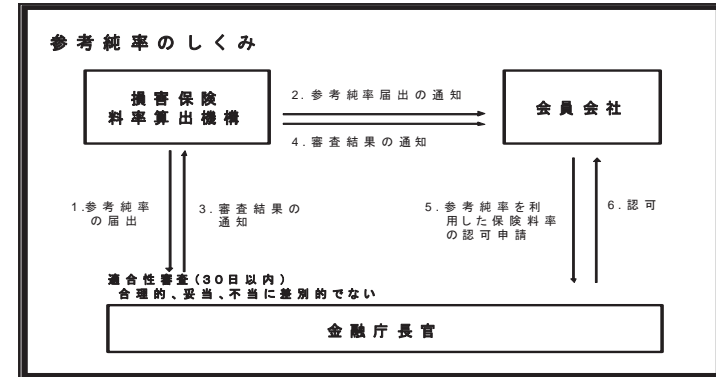 参考純率のしくみ
損害保険
料率算出機構
2.参考純率届出の通知
4.審査結果の通知
会員会社
1.参考純率
の届出
3.審査結果の
通知
5.参考純率を利
用した保険料率
の認可申請
6.認可
適合性審査(30日以内)
合理的、妥当、不当に差別的でない
金融庁長官